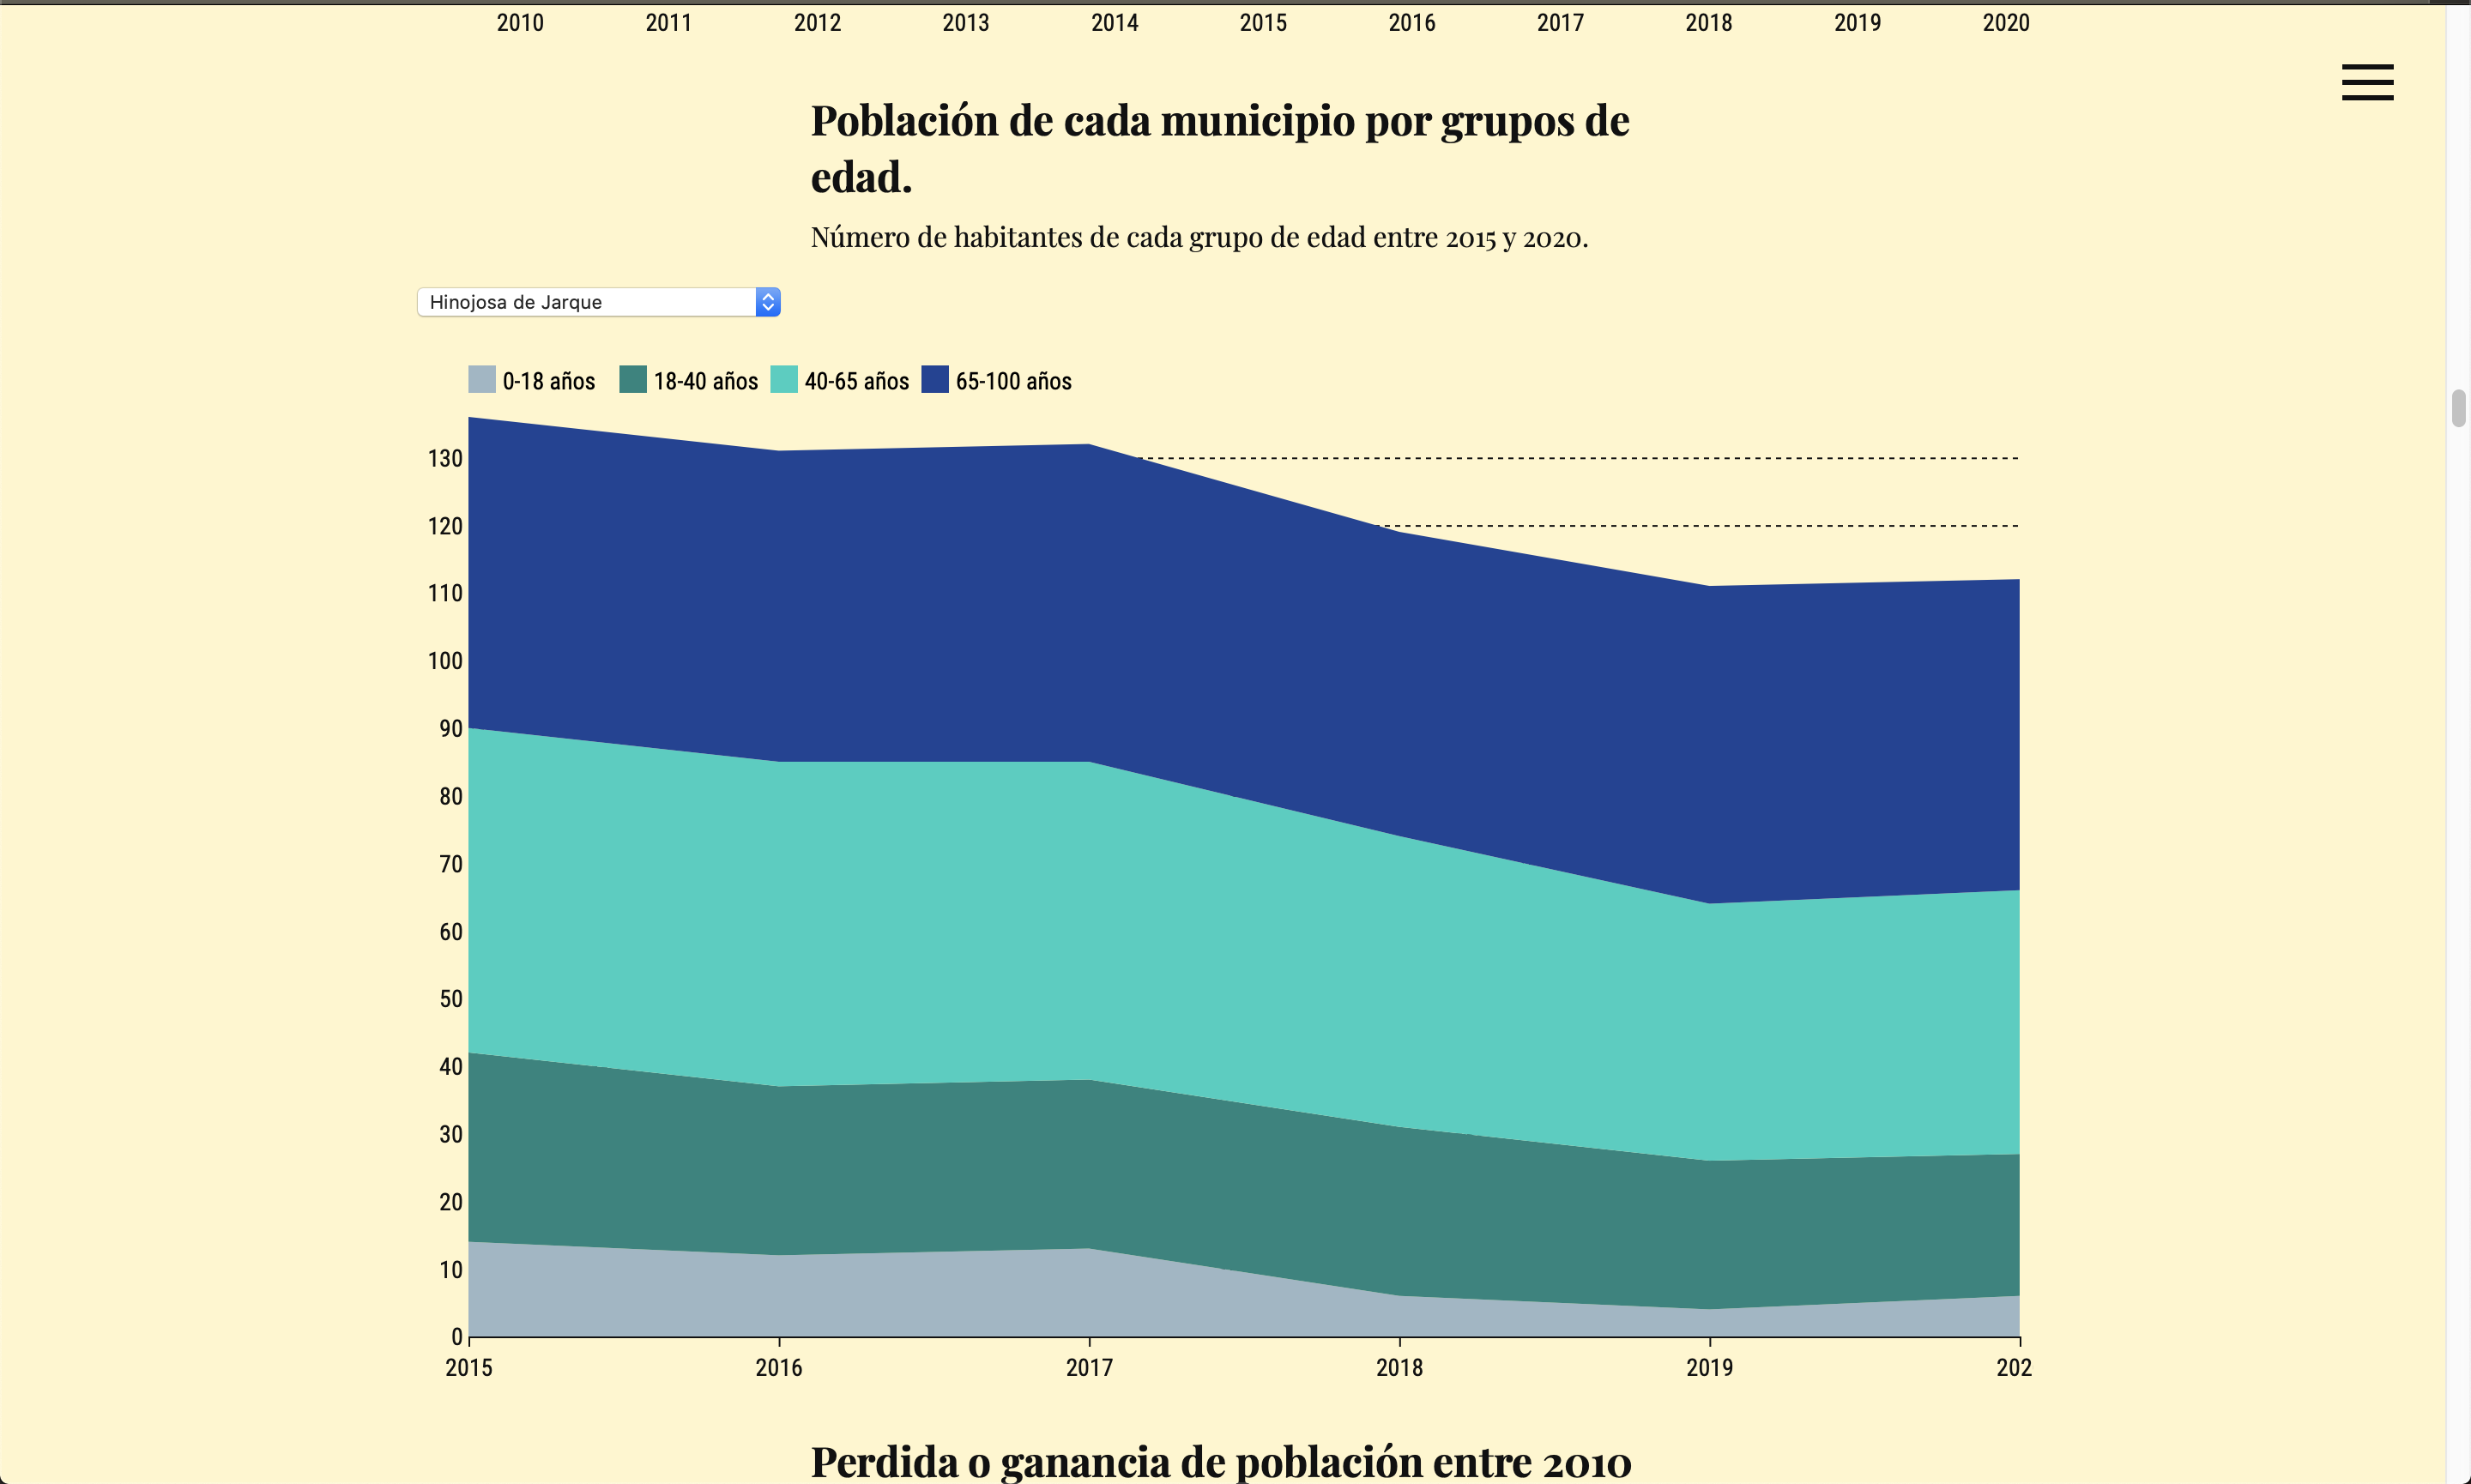 2010 2011 2012 2013 2014 2015 2016 2017 2018 2019 2020
Población de cada municipio por grupos de
edad.
Número de habitantes de cada grupo de edad entre 2015 y 2020.
Hinojosa de Jarque
0-18 años 18-40 años 40-65 años 65-100 años
130
120
110
100
90
80
70
60
50
40
30
20
10
0
2015 2016 2017 2018 2019 202
Perdida o ganancia de población entre 2010